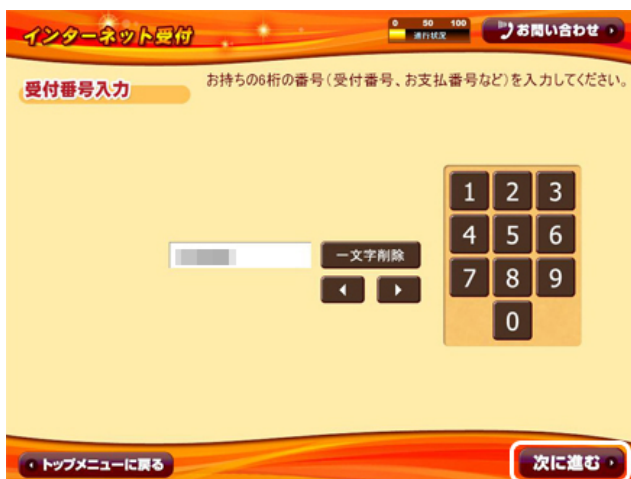 インターネット受付
0 50 100
進行状況
お問い合わせ
受付番号入力
お持ちの6桁の番号(受付番号、お支払番号など)を入力してください。
1 2 3
4 5 6
7 8 9
0
一文字削除
トップメニューに戻る
次に進む